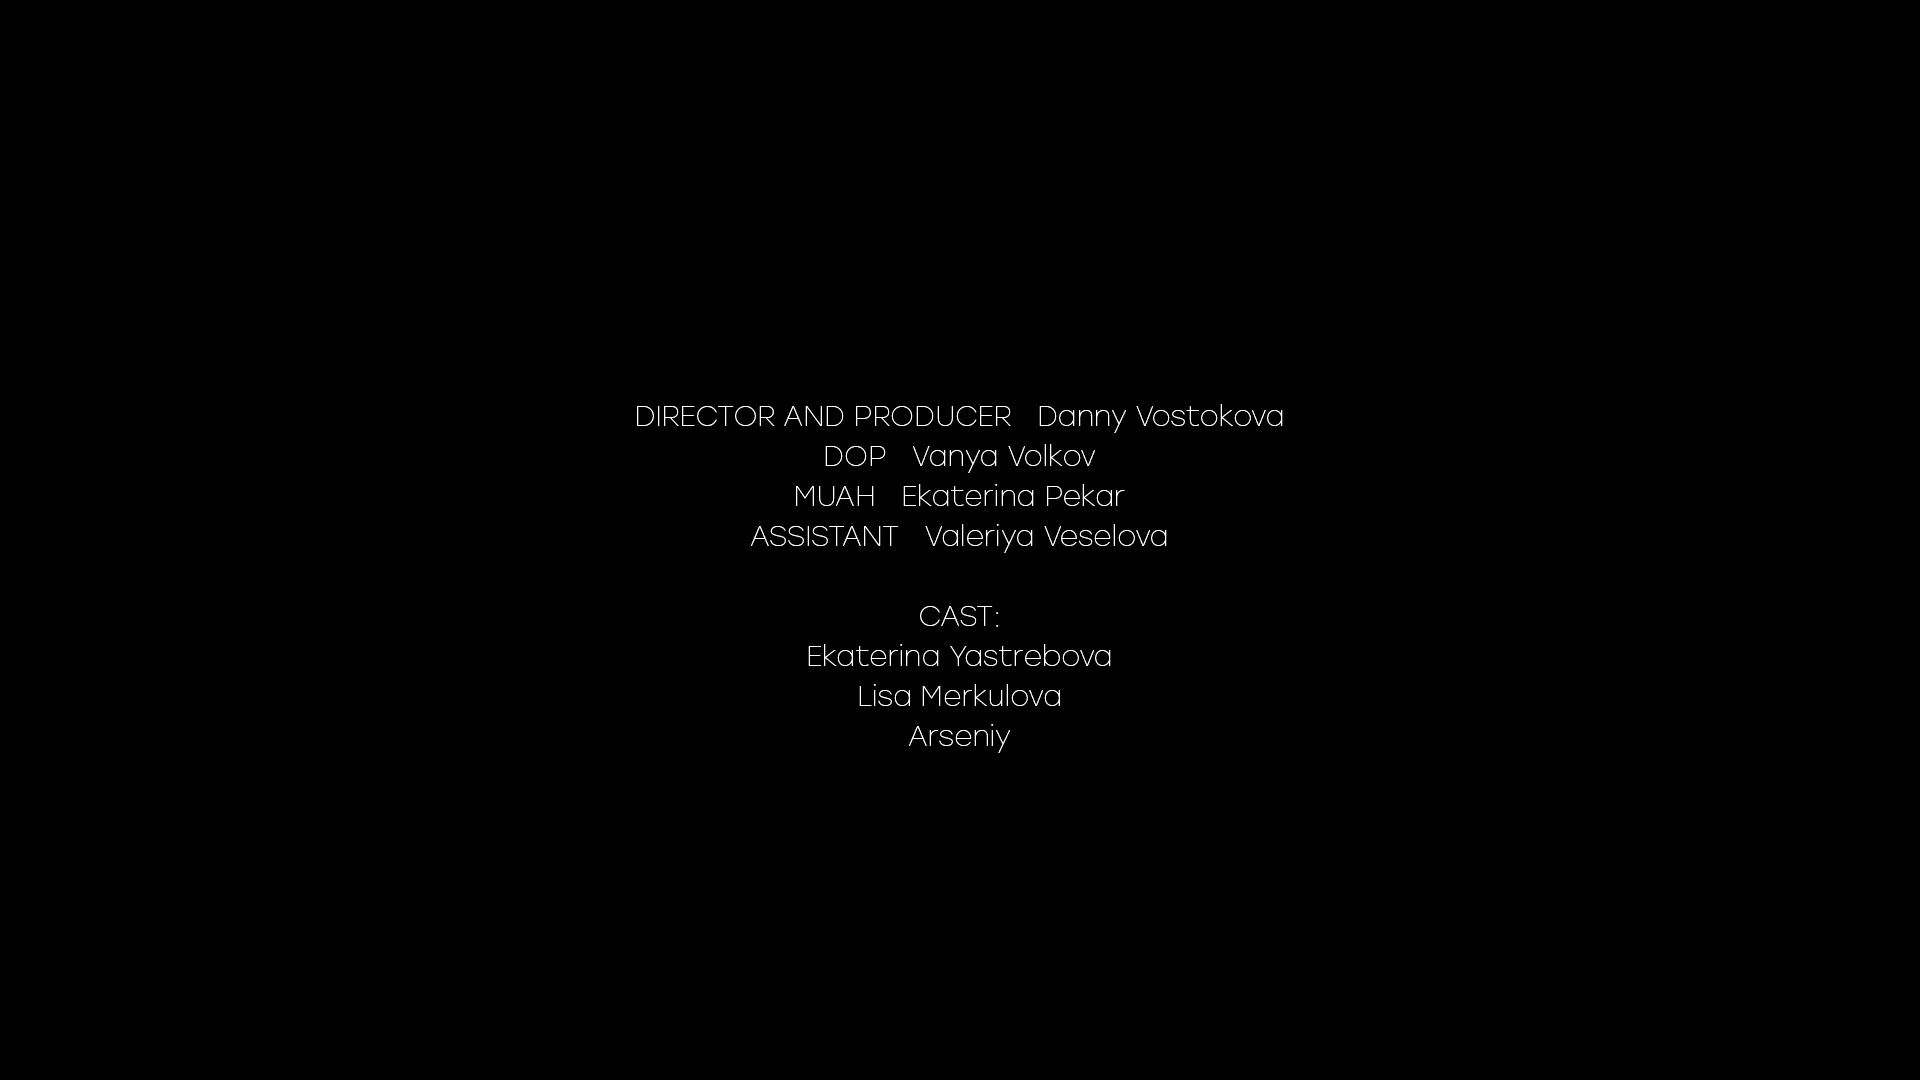 DIRECTOR AND PRODUCER Danny Vostokova
DOP Vanya Volkov
MUAH Ekaterina Pekar
ASSISTANT Valeriya Veselova
CAST:
Ekaterina Yastrebova
Lisa Merkulova
Arseniy